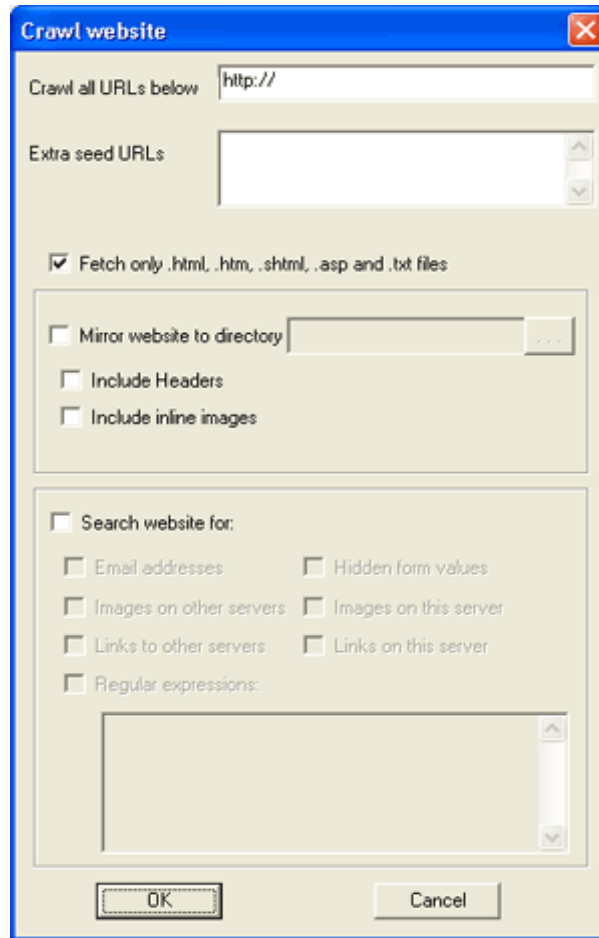 Crawl website
Crawl all URLs below http://
Extra seed URLs
Fetch only .html, .htm, .shtml, .asp and .txt files
Mirror website to directory ...
Include Headers
Include inline images
Search website for:
Email addresses Hidden form values
Images on other servers Images on this server
Links to other servers Links on this server
Regular expressions:
OK Cancel